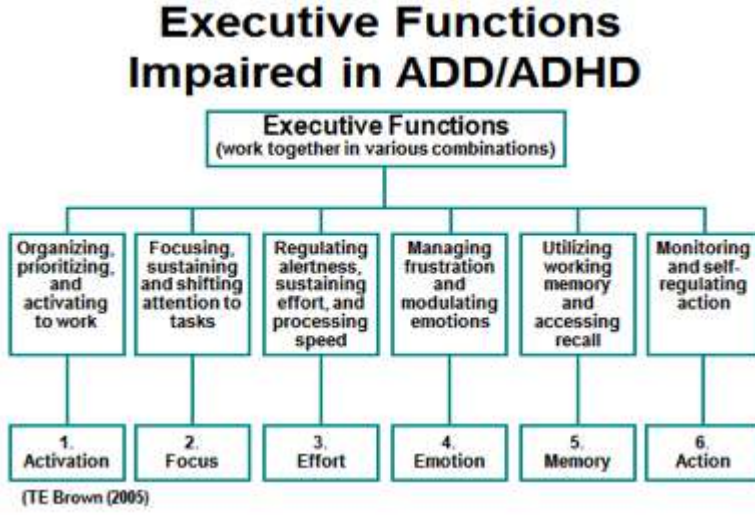 Executive Functions
Impaired in ADD/ADHD
Executive Functions
(work together in various combinations)
Organizing,
prioritizing,
and
activating
to work
Focusing,
sustaining
and shifting
attention to
tasks
Regulating
alertness,
sustaining
effort, and
processing
speed
Managing
frustration
and
modulating
emotions
Utilizing
working
memory
and
accessing
recall
Monitoring
and self-
regulating
action
1.
Activation
2.
Focus
3.
Effort
4.
Emotion
5.
Memory
6.
Action
(TE Brown (2005)